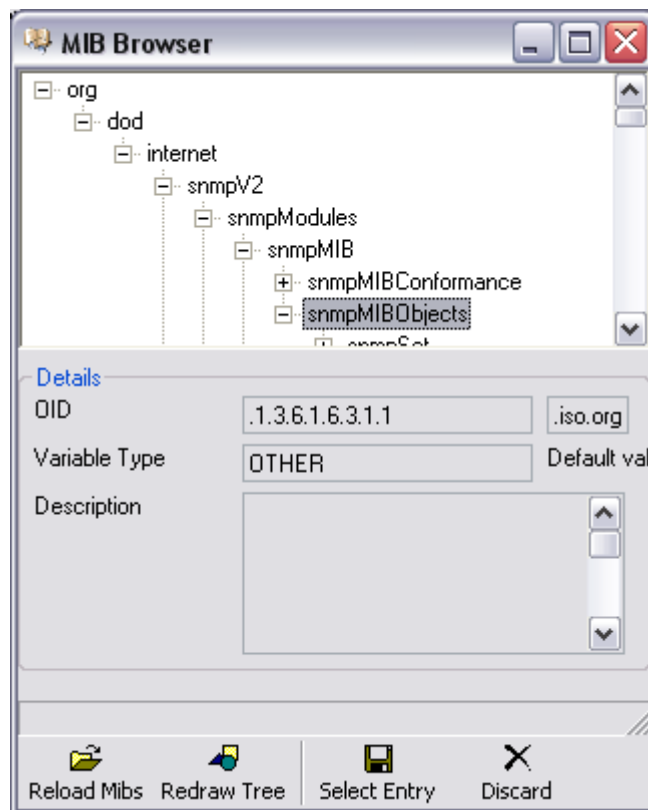 MIB Browser
org
dod
internet
snmpV2
snmpModules
snmpMIB
snmpMIBConformance
snmpMIBObjects
snmpSet
Details
OID .1.3.6.1.6.3.1.1 .iso.org
Variable Type OTHER Default val
Description
Reload Mibs Redraw Tree Select Entry Discard